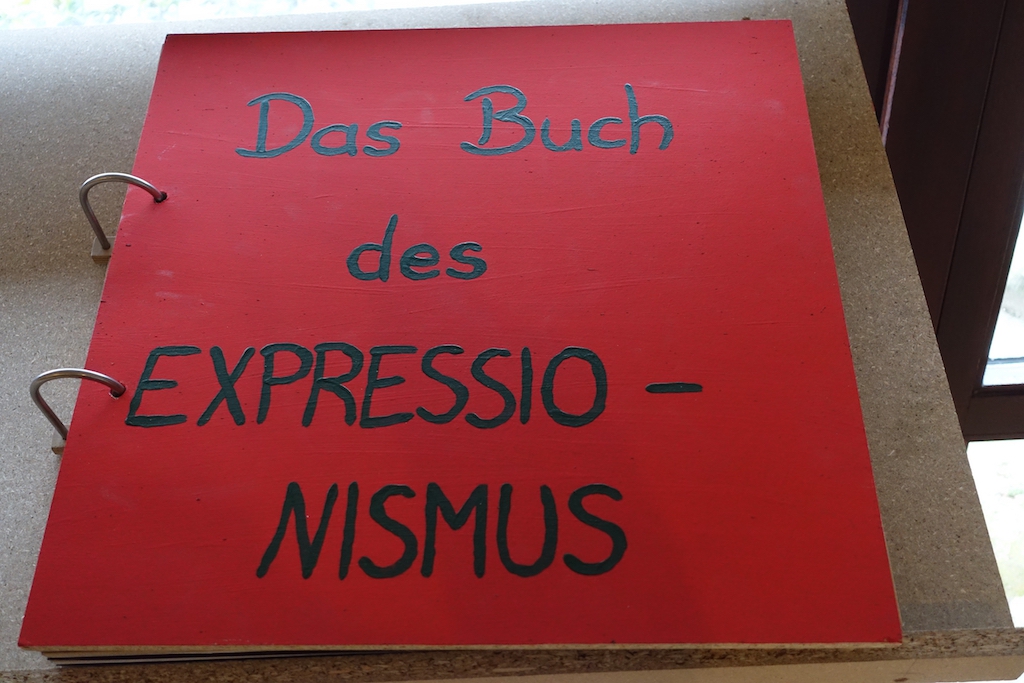 Das Buch
des
EXPRESSIO -
NISMUS